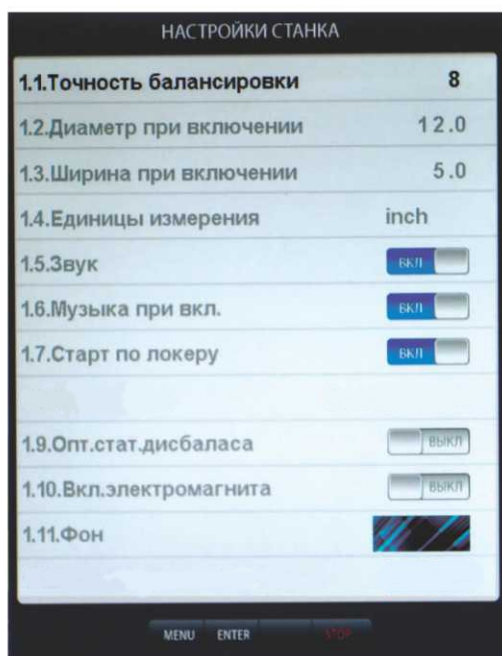 НАСТРОЙКИ СТАНКА
1.1.Точность балансировки 8
1.2.Диаметр при включении 12.0
1.3.Ширина при включении 5.0
1.4.Единицы измерения inch
1.5.Звук ВКЛ
1.6.Музыка при вкл. ВКЛ
1.7.Старт по локеру ВКЛ
1.9.Опт.стат.дисбаласа ВЫКЛ
1.10.Вкл.электромагнита ВЫКЛ
1.11.Фон
MENU ENTER STOP